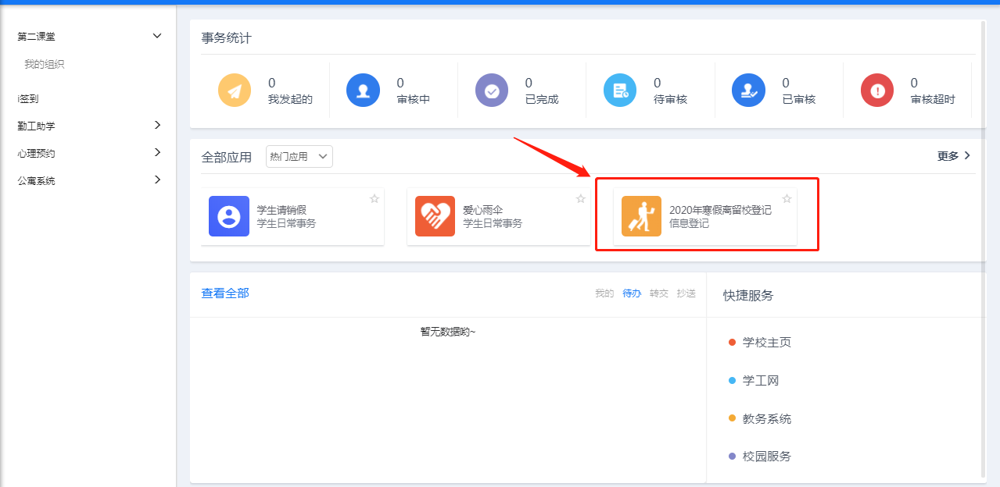 第二课堂
我的组织
i签到
勤工助学
心理预约
公寓系统
事务统计
0
我发起的
0
审核中
0
已完成
0
待审核
0
已审核
0
审核超时
全部应用
热门应用
更多
学生请销假
学生日常事务
爱心雨伞
学生日常事务
2020年寒假离留校登记
信息登记
查看全部
我的 待办 转交 抄送
暂无数据哟~
快捷服务
学校主页
学工网
教务系统
校园服务